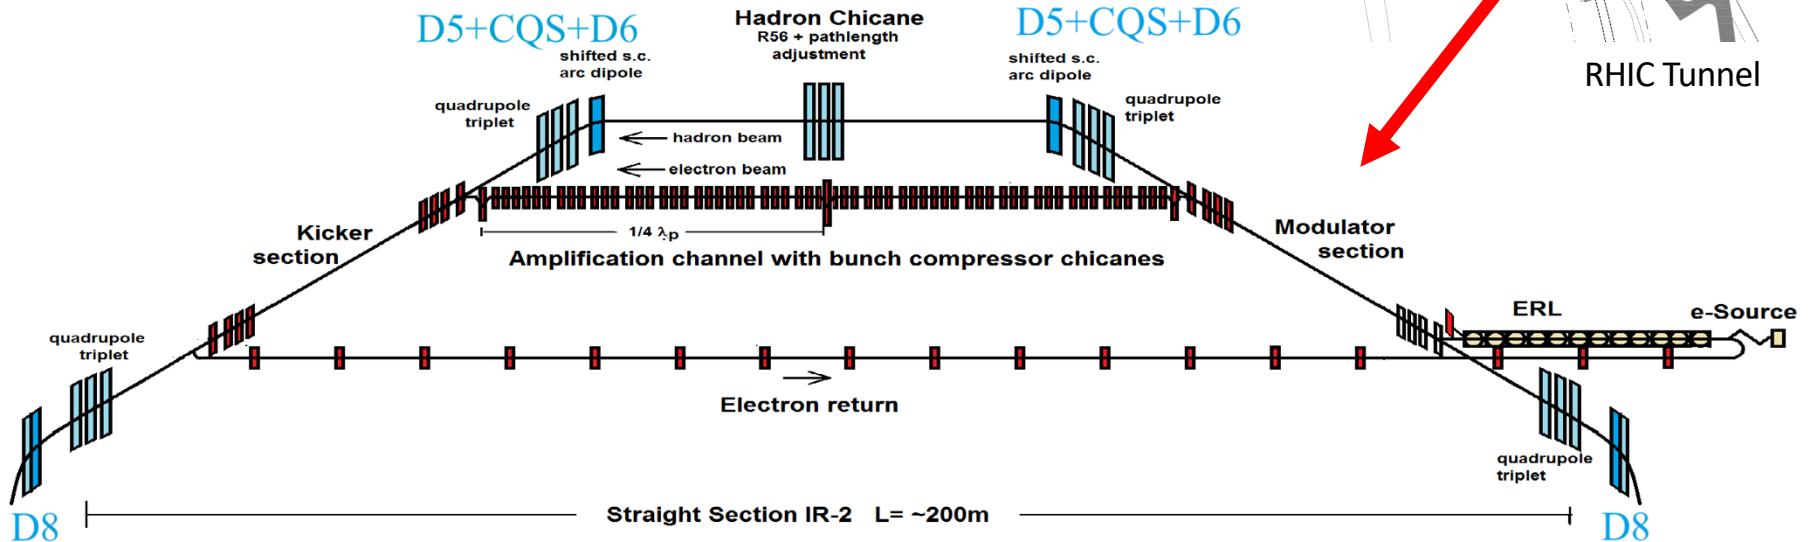 D5+CQS+D6
Hadron Chicane
R56 + pathlength
adjustment
D5+CQS+D6
shifted s.c.
arc dipole
shifted s.c.
arc dipole
RHIC Tunnel
quadrupole
triplet
quadrupole
triplet
hadron beam
electron beam
Kicker
section
1/4 λp
Modulator
section
Amplification channel with bunch compressor chicanes
ERL
e-Source
quadrupole
triplet
Electron return
quadrupole
triplet
D8
Straight Section IR-2 L= ~200m
D8